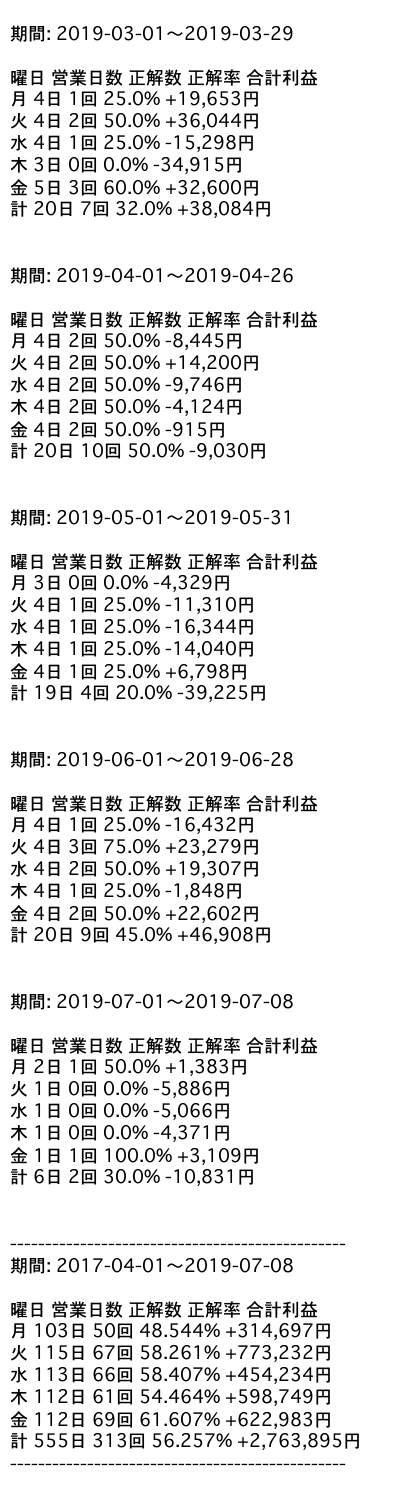 期間: 2019-03-01～2019-03-29
曜日 営業日数 正解数 正解率 合計利益
月 4日 1回 25.0% +19,653円
火 4日 2回 50.0% +36,044円
水 4日 1回 25.0% -15,298円
木 3日 0回 0.0% -34,915円
金 5日 3回 60.0% +32,600円
計 20日 7回 32.0% +38,084円
期間: 2019-04-01～2019-04-26
曜日 営業日数 正解数 正解率 合計利益
月 4日 2回 50.0% -8,445円
火 4日 2回 50.0% +14,200円
水 4日 2回 50.0% -9,746円
木 4日 2回 50.0% -4,124円
金 4日 2回 50.0% -915円
計 20日 10回 50.0% -9,030円
期間: 2019-05-01～2019-05-31
曜日 営業日数 正解数 正解率 合計利益
月 3日 0回 0.0% -4,329円
火 4日 1回 25.0% -11,310円
水 4日 1回 25.0% -16,344円
木 4日 1回 25.0% -14,040円
金 4日 1回 25.0% +6,798円
計 19日 4回 20.0% -39,225円
期間: 2019-06-01～2019-06-28
曜日 営業日数 正解数 正解率 合計利益
月 4日 1回 25.0% -16,432円
火 4日 3回 75.0% +23,279円
水 4日 2回 50.0% +19,307円
木 4日 1回 25.0% -1,848円
金 4日 2回 50.0% +22,602円
計 20日 9回 45.0% +46,908円
期間: 2019-07-01～2019-07-08
曜日 営業日数 正解数 正解率 合計利益
月 2日 1回 50.0% +1,383円
火 1日 0回 0.0% -5,886円
水 1日 0回 0.0% -5,066円
木 1日 0回 0.0% -4,371円
金 1日 1回 100.0% +3,109円
計 6日 2回 30.0% -10,831円
------------------------------------------------
期間: 2017-04-01～2019-07-08
曜日 営業日数 正解数 正解率 合計利益
月 103日 50回 48.544% +314,697円
火 115日 67回 58.261% +773,232円
水 113日 66回 58.407% +454,234円
木 112日 61回 54.464% +598,749円
金 112日 69回 61.607% +622,983円
計 555日 313回 56.257% +2,763,895円
------------------------------------------------